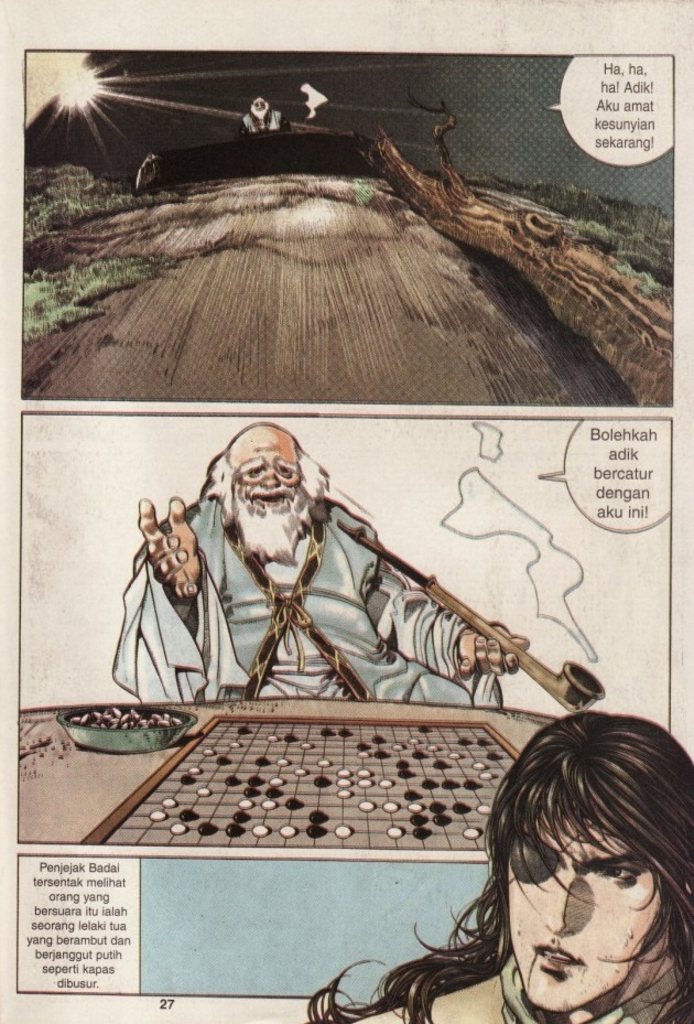 Ha, ha,
ha! Adik!
Aku amat
kesunyian
sekarang!
Bolehkah
adik
bercatur
dengan
aku ini!
Penjejak Badai
tersentak melihat
orang yang
bersuara itu ialah
seorang lelaki tua
yang berambut dan
berjanggut putih
seperti kapas
dibusur.
27